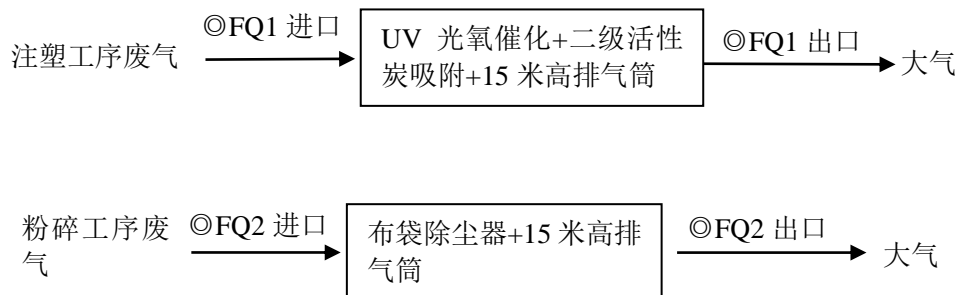 ◎FQ1 进口
注塑工序废气
UV 光氧催化+二级活性
炭吸附+15 米高排气筒
◎FQ1 出口
大气
粉碎工序废
气
◎FQ2 进口
布袋除尘器+15 米高排
气筒
◎FQ2 出口
大气